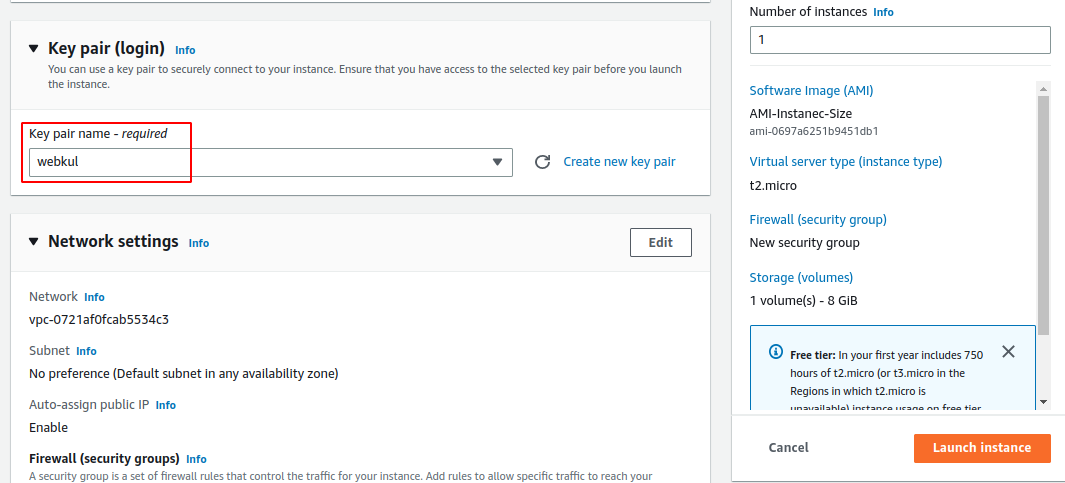 Key pair (login) Info
You can use a key pair to securely connect to your instance. Ensure that you have access to the selected key pair before you launch
the instance.
Key pair name - required
webkul
Create new key pair
Network settings Info
Edit
Network Info
vpc-0721af0fcab5534c3
Subnet Info
No preference (Default subnet in any availability zone)
Auto-assign public IP Info
Enable
Firewall (security groups) Info
A security group is a set of firewall rules that control the traffic for your instance. Add rules to allow specific traffic to reach your
Number of instances Info
1
Software Image (AMI)
AMI-Instanec-Size
ami-0697a6251b9451db1
Virtual server type (instance type)
t2.micro
Firewall (security group)
New security group
Storage (volumes)
1 volume(s) - 8 GiB
Free tier: In your first year includes 750
hours of t2.micro (or t3.micro in the
Regions in which t2.micro is
unavailable) instance usage on free tier
Cancel
Launch instance